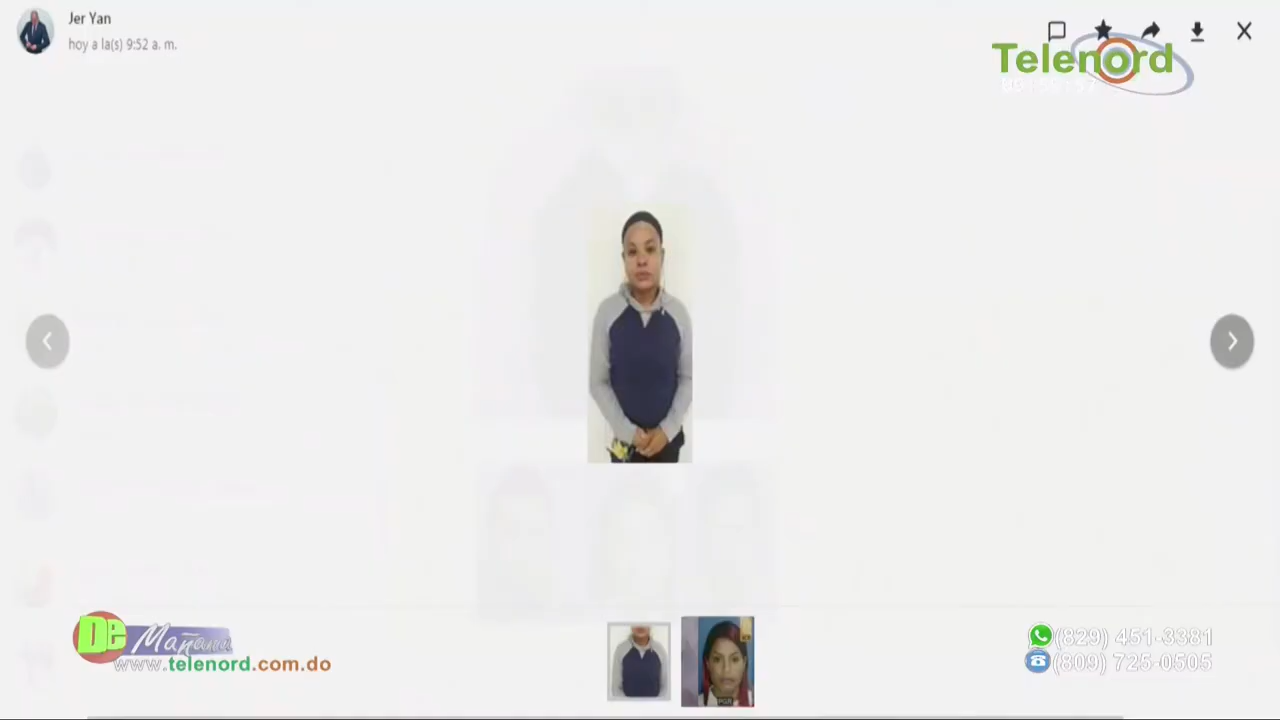 Jer Yan
hoy a la(s) 9:52 a. m.
Telenord
De Mañana
www.telenord.com.do
(829) 451-3381
(809) 725-0505